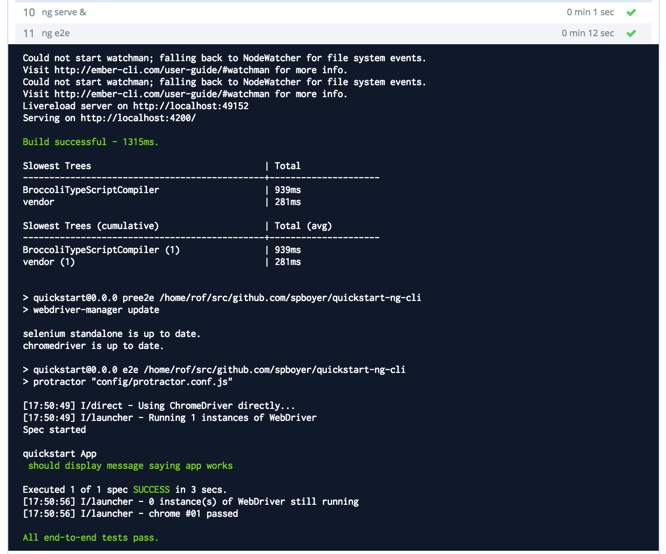 10 ng serve & 0 min 1 sec
11 ng e2e 0 min 12 sec
Could not start watchman; falling back to NodeWatcher for file system events.
Visit http://ember-cli.com/user-guide/#watman for more info.
Could not start watchman; falling back to NodeWatcher for file system events.
Visit http://ember-cli.com/user-guide/#watchman for more info.
Livereload server on http://localhost:49152
Serving on http://localhost:4200/
Build successful - 1315ms.
Slowest Trees | Total
----------------------------------------------+---------------------
BroccoliTypeScriptCompiler | 939ms
vendor | 281ms
Slowest Trees (cumulative) | Total (avg)
----------------------------------------------+---------------------
BroccoliTypeScriptCompiler (1) | 939ms
vendor (1) | 281ms
> quickstart@0.0.0 pree2e /home/rof/src/github.com/spboyer/quickstart-ng-cli
> webdriver-manager update
selenium standalone is up to date.
chromedriver is up to date.
> quickstart@0.0.0 e2e /home/rof/src/github.com/spboyer/quickstart-ng-cli
> protractor "config/protractor.conf.js"
[17:50:49] I/direct - Using ChromeDriver directly...
[17:50:49] I/launcher - Running 1 instances of WebDriver
Spec started
quickstart App
should display message saying app works
Executed 1 of 1 spec SUCCESS in 3 secs.
[17:50:56] I/launcher - 0 instance(s) of WebDriver still running
[17:50:56] I/launcher - chrome #01 passed
All end-to-end tests pass.